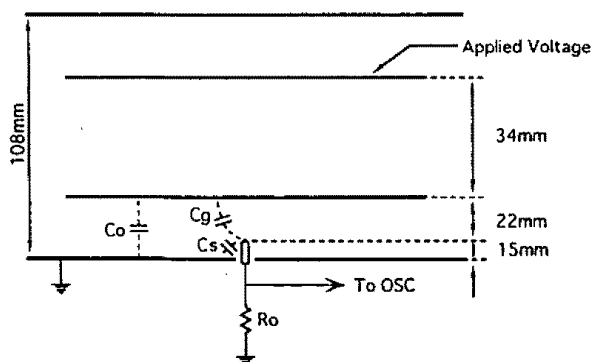 Applied Voltage
108mm
34mm
Cg
22mm
Co
Cs
15mm
To OSC
Ro